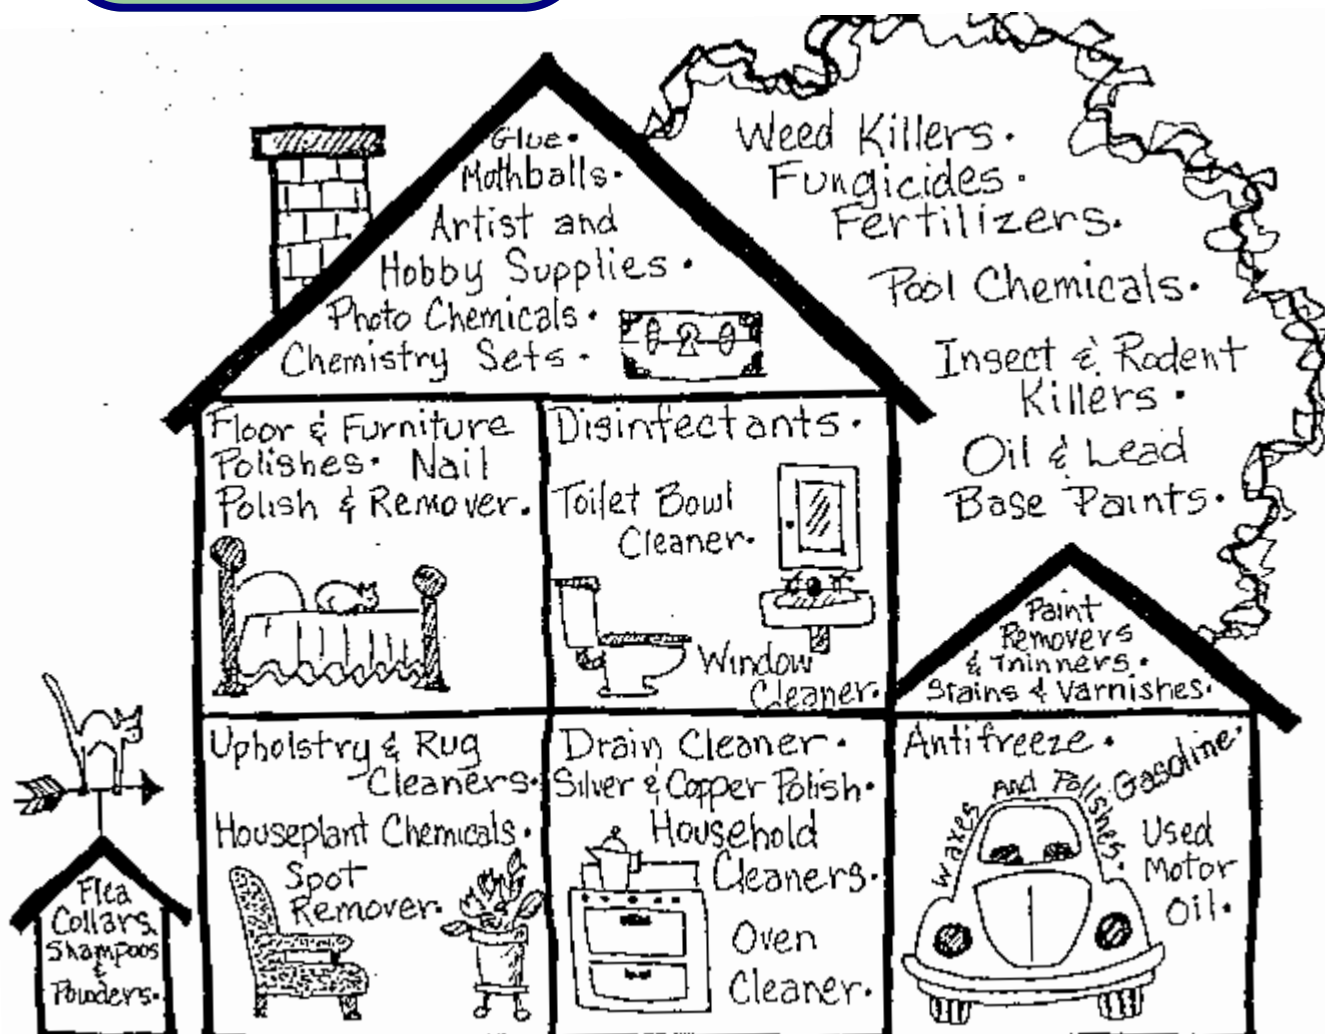 Glue.
Mothballs.
Artist and
Hobby Supplies.
Photo Chemicals.
Chemistry Sets.
Weed Killers.
Fungicides.
Fertilizers.
Pool Chemicals.
Insect & Rodent
Killers.
Oil & Lead
Base Paints.
Floor & Furniture
Polishes. Nail
Polish & Remover.
Disinfectants.
Toilet Bowl
Cleaner.
Window
Cleaner.
Paint
Removers
& Thinners.
Stains & Varnishes.
Upholstry & Rug
Cleaners.
Houseplant Chemicals.
Spot
Remover.
Drain Cleaner.
Silver & Copper Polish.
Household
Cleaners.
Oven
Cleaner.
Antifreeze.
Waxes And Polishes.
Gasoline.
Used
Motor
Oil.
Flea
Collars
Shampoos
&
Powders.